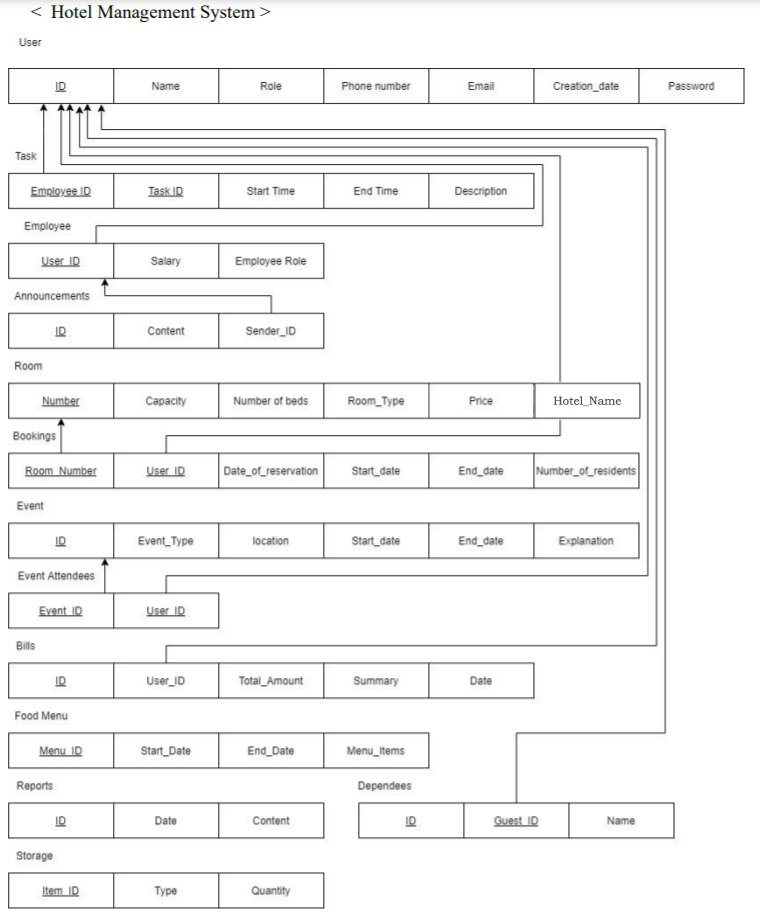 < Hotel Management System >
User
ID Name Role Phone number Email Creation_date Password
Task
Employee ID Task ID Start Time End Time Description
Employee
User_ID Salary Employee Role
Announcements
ID Content Sender_ID
Room
Number Capacity Number of beds Room_Type Price Hotel_Name
Bookings
Room_Number User_ID Date_of_reservation Start_date End_date Number_of_residents
Event
ID Event_Type location Start_date End_date Explanation
Event Attendees
Event_ID User_ID
Bills
ID User_ID Total_Amount Summary Date
Food Menu
Menu_ID Start_Date End_Date Menu_Items
Reports Dependees
ID Date Content ID Guest_ID Name
Storage
Item_ID Type Quantity